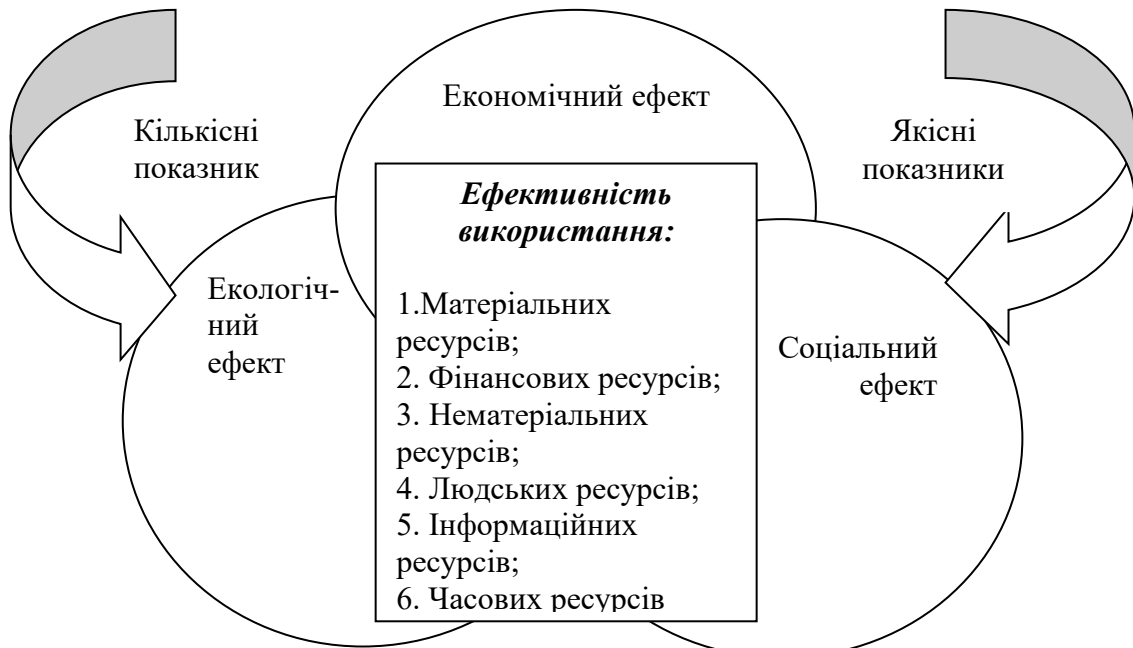 Економічний ефект
Кількісні
показник
Якісні
показники
Ефективність
використання:
Екологіч-
ний
ефект
1.Матеріальних
ресурсів;
2. Фінансових ресурсів;
3. Нематеріальних
ресурсів;
4. Людських ресурсів;
5. Інформаційних
ресурсів;
6. Часових ресурсів
Соціальний
ефект